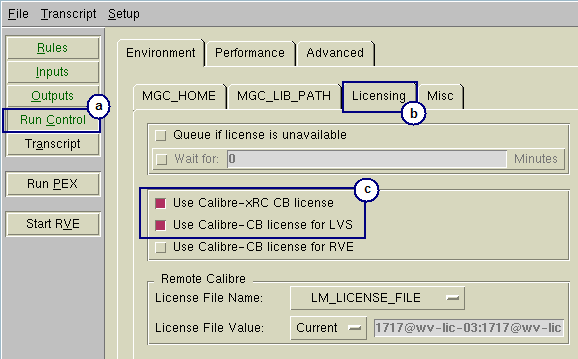 File Transcript Setup
Rules
Inputs
Outputs
Run Control
Transcript
Run PEX
Start RVE
a
Environment Performance Advanced
MGC_HOME MGC_LIB_PATH Licensing Misc
b
Queue if license is unavailable
Wait for: 0 Minutes
c
Use Calibre-xRC CB license
Use Calibre-CB license for LVS
Use Calibre-CB license for RVE
Remote Calibre
License File Name: LM_LICENSE_FILE
License File Value: Current 1717@wv-lic-03:1717@wv-lic